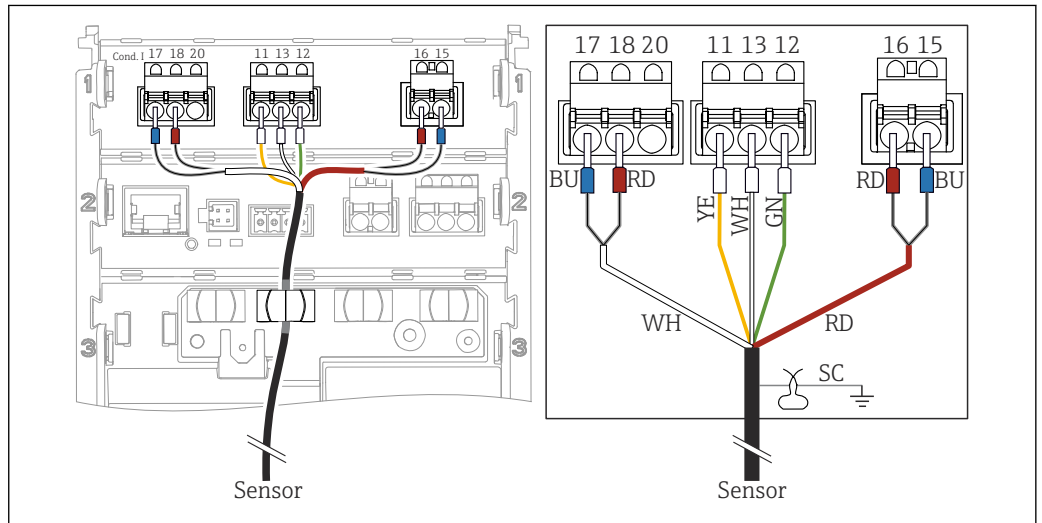 Cond. I 17 18 20 11 13 12 16 15
1 1
2 2
3 3
Sensor
17 18 20 11 13 12 16 15
BU RD YE WH GN RD BU
WH RD
SC
Sensor